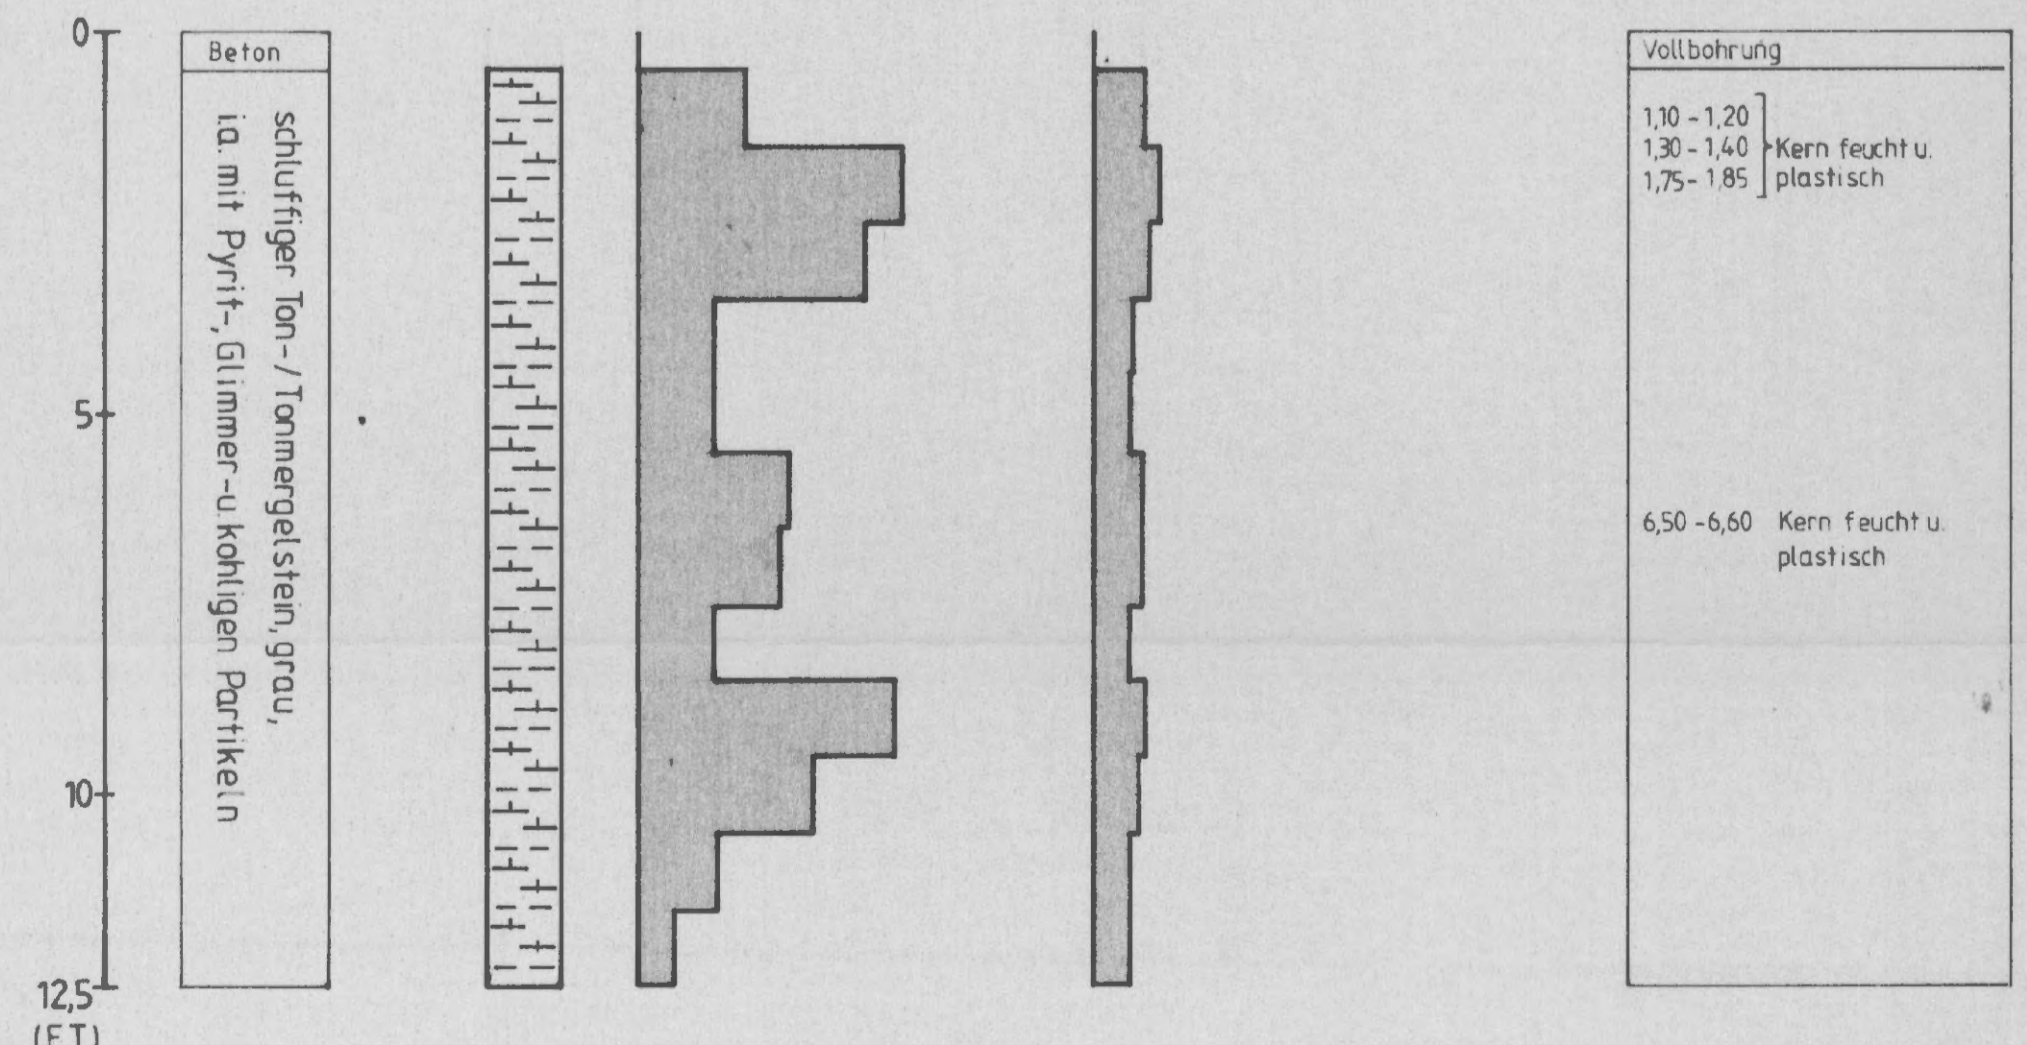 0
5
10
12,5
(E.T)
Beton
schluffiger Ton-/Tonmergelstein, grau,
i.a. mit Pyrit-, Glimmer-u. kohligen Partikeln
Vollbohrung
1,10 - 1,20
1,30 - 1,40 Kern feucht u.
1,75 - 1,85 plastisch
6,50 - 6,60 Kern feucht u.
plastisch